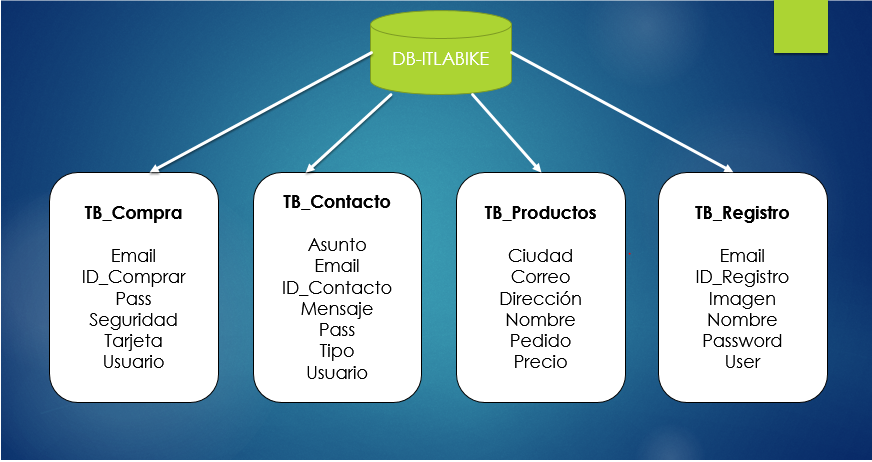 DB-ITLABIKE
TB_Compra
Email
ID_Comprar
Pass
Seguridad
Tarjeta
Usuario
TB_Contacto
Asunto
Email
ID_Contacto
Mensaje
Pass
Tipo
Usuario
TB_Productos
Ciudad
Correo
Dirección
Nombre
Pedido
Precio
TB_Registro
Email
ID_Registro
Imagen
Nombre
Password
User